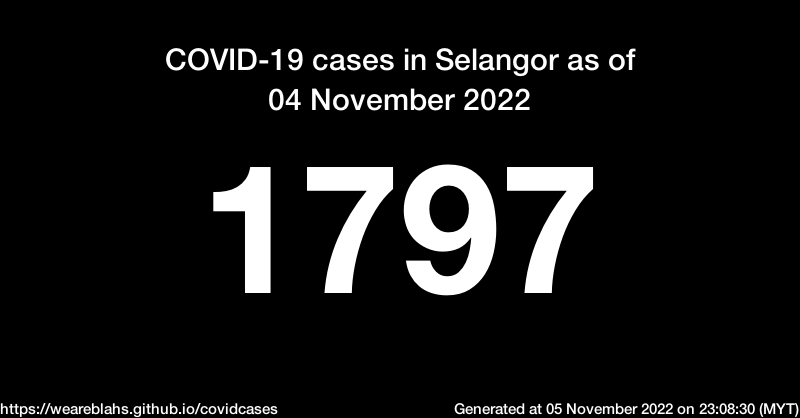 COVID-19 cases in Selangor as of
04 November 2022
1797
https://weareblahs.github.io/covidcases
Generated at 05 November 2022 on 23:08:30 (MYT)